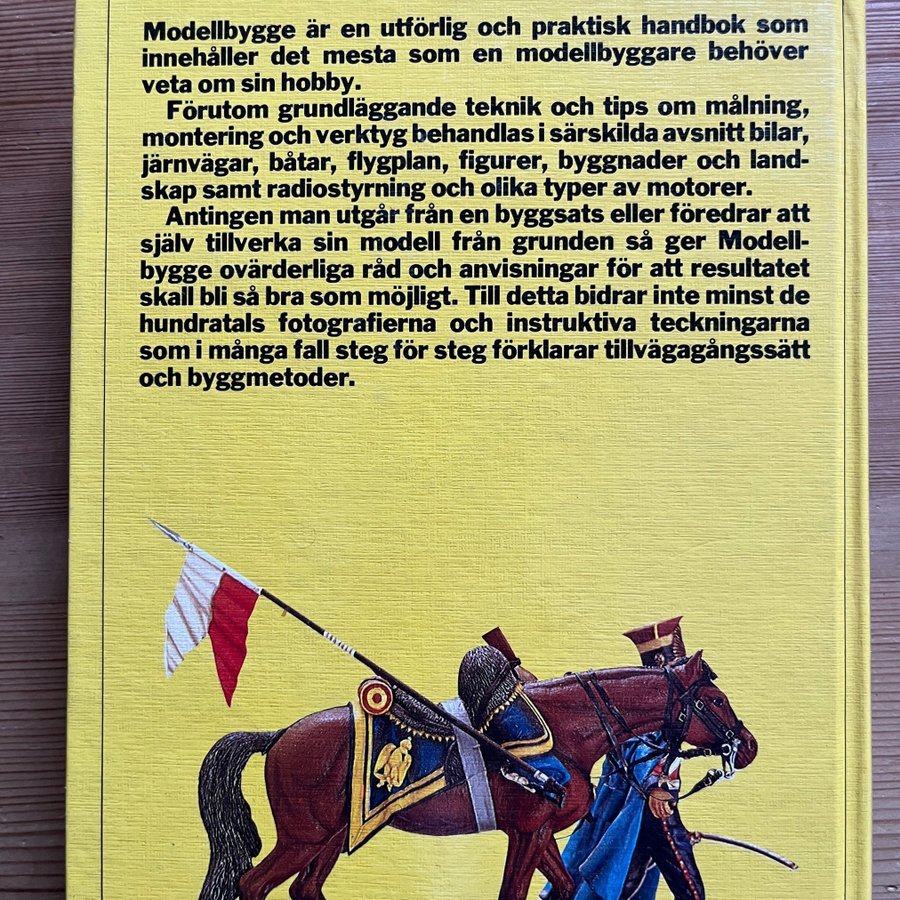 Modellbygge är en utförlig och praktisk handbok som
innehåller det mesta som en modellbyggare behöver
veta om sin hobby.
Förutom grundläggande teknik och tips om målning,
montering och verktyg behandlas i särskilda avsnitt bilar,
järnvägar, båtar, flygplan, figurer, byggnader och land-
skap samt radiostyrning och olika typer av motorer.
Antingen man utgår från en byggsats eller föredrar att
själv tillverka sin modell från grunden så ger Modell-
bygge ovärderliga råd och anvisningar för att resultatet
skall bli så bra som möjligt. Till detta bidrar inte minst de
hundratals fotografierna och instruktiva teckningarna
som i många fall steg för steg förklarar tillvägagångssätt
och byggmetoder.